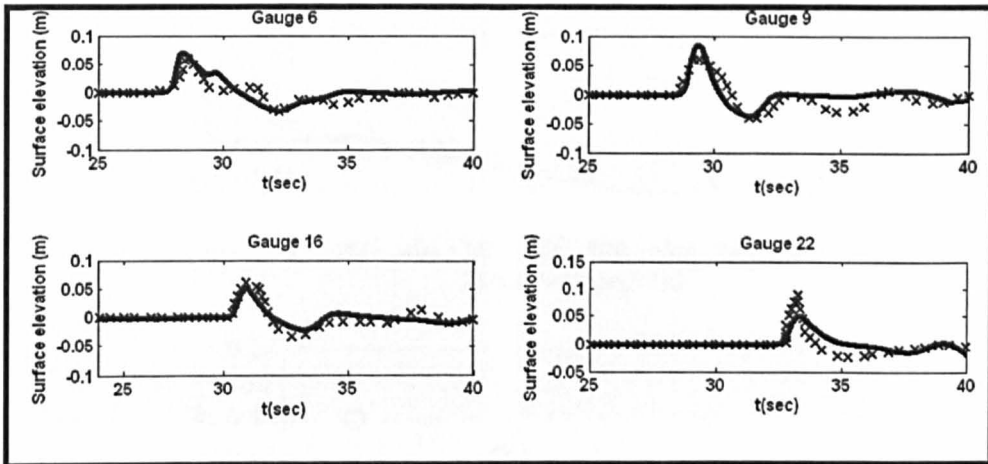 Gauge 6
Surface elevation (m)
0.1
0.05
0
-0.05
-0.1
25 30 35 40
t(sec)
Gauge 9
Surface elevation (m)
0.1
0.05
0
-0.05
-0.1
25 30 35 40
t(sec)
Gauge 16
Surface elevation (m)
0.1
0.05
0
-0.05
-0.1
25 30 35 40
t(sec)
Gauge 22
Surface elevation (m)
0.15
0.1
0.05
0
-0.05
25 30 35 40
t(sec)